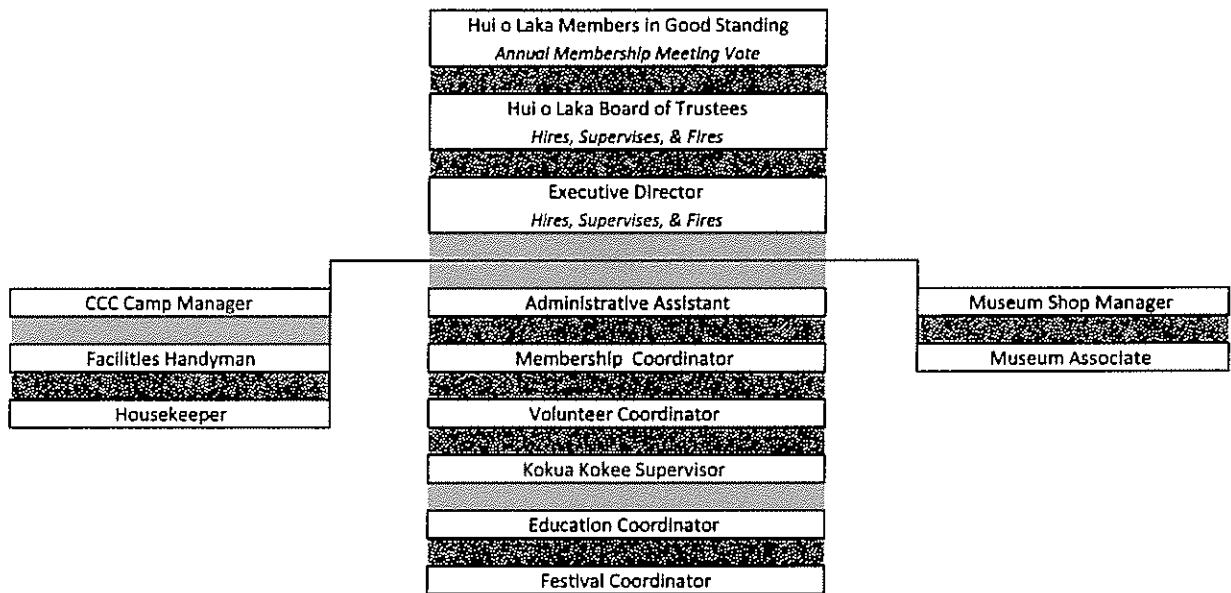 Hui o Laka Members in Good Standing
Annual Membership Meeting Vote
Hui o Laka Board of Trustees
Hires, Supervises, & Fires
Executive Director
Hires, Supervises, & Fires
CCC Camp Manager
Facilities Handyman
Housekeeper
Administrative Assistant
Membership Coordinator
Volunteer Coordinator
Kokua Kokee Supervisor
Education Coordinator
Festival Coordinator
Museum Shop Manager
Museum Associate